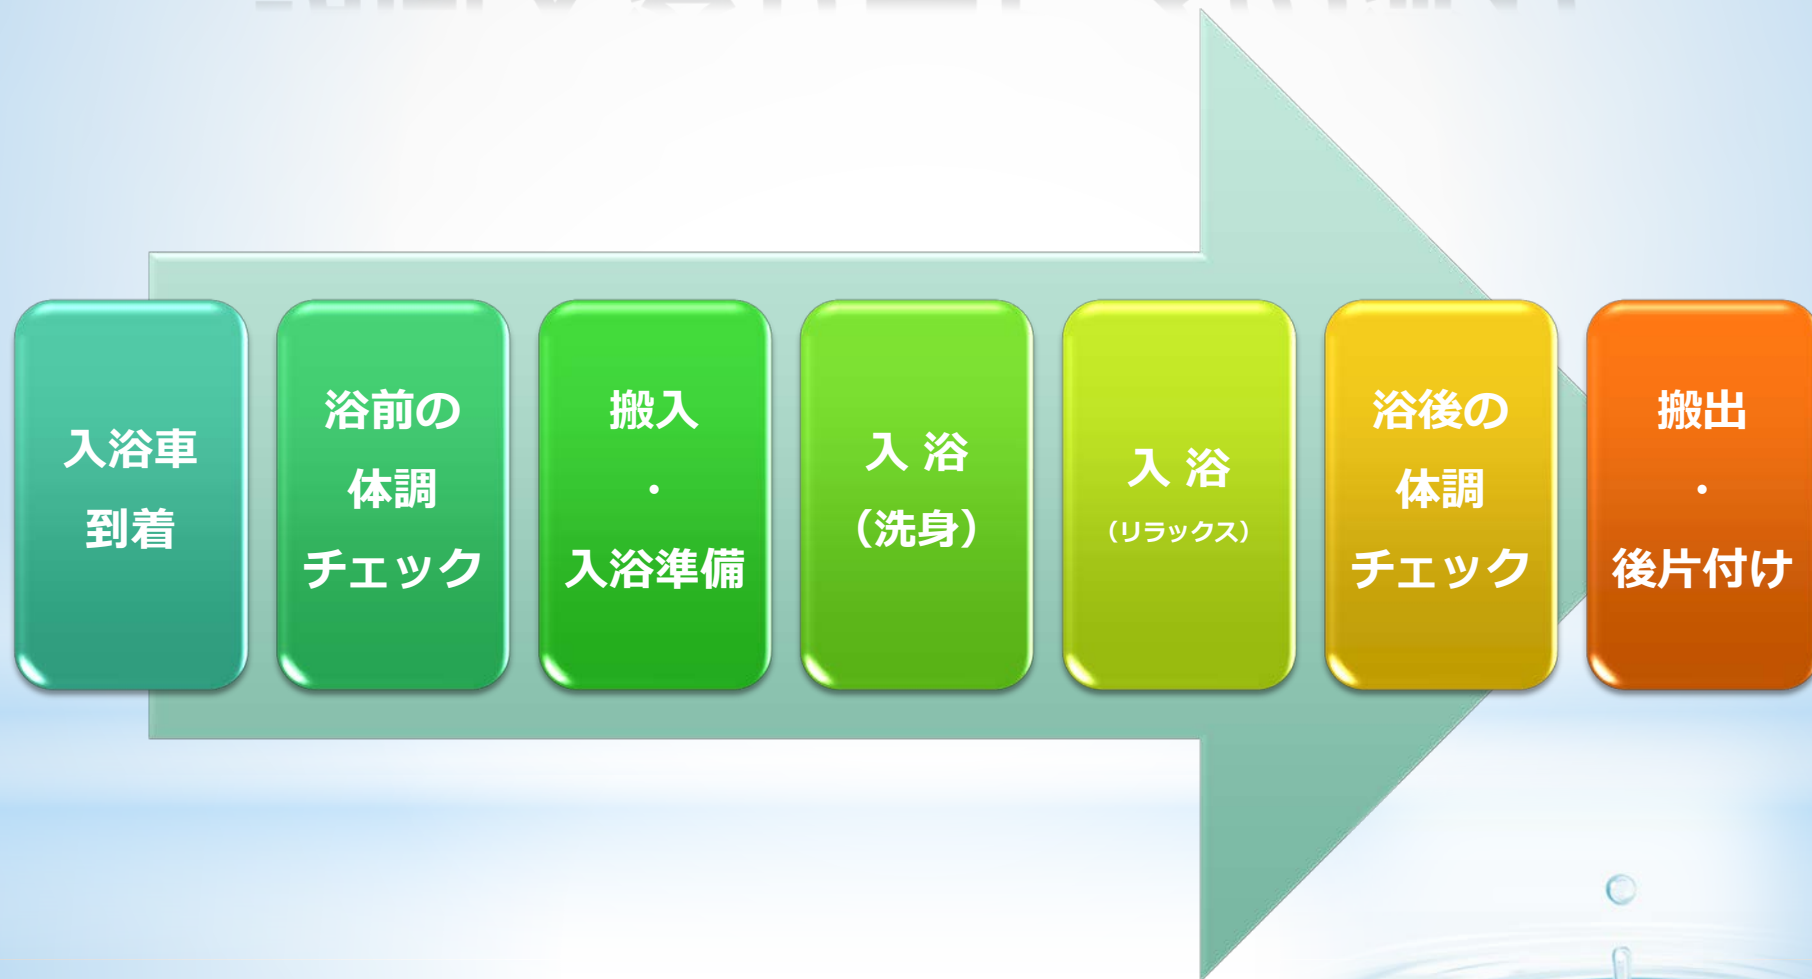 入浴車
到着
浴前の
体調
チェック
搬入
・
入浴準備
入 浴
（洗身）
入 浴
（リラックス）
浴後の
体調
チェック
搬出
・
後片付け